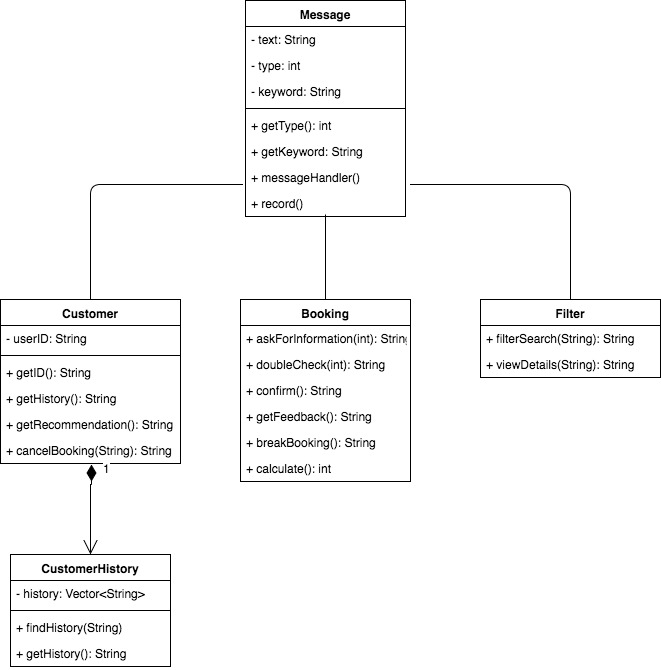 Message
- text: String
- type: int
- keyword: String
+ getType(): int
+ getKeyword: String
+ messageHandler()
+ record()
Customer
- userID: String
+ getID(): String
+ getHistory(): String
+ getRecommendation(): String
+ cancelBooking(String): String
1
Booking
+ askForInformation(int): String
+ doubleCheck(int): String
+ confirm(): String
+ getFeedback(): String
+ breakBooking(): String
+ calculate(): int
Filter
+ filterSearch(String): String
+ viewDetails(String): String
CustomerHistory
- history: Vector<String>
+ findHistory(String)
+ getHistory(): String